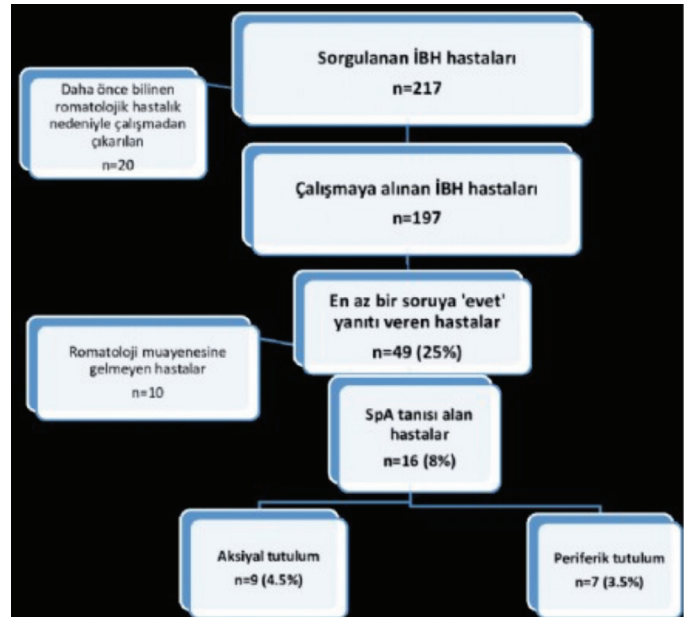 Sorgulanan İBH hastaları
n=217
Daha önce bilinen
romatolojik hastalık
nedeniyle çalışmadan
çıkarılan
n=20
Çalışmaya alınan İBH hastaları
n=197
En az bir soruya 'evet'
yanıtı veren hastalar
n=49 (25%)
Romatoloji muayenesine
gelmeyen hastalar
n=10
SpA tanısı alan
hastalar
n=16 (8%)
Aksiyal tutulum
n=9 (4.5%)
Periferik tutulum
n=7 (3.5%)